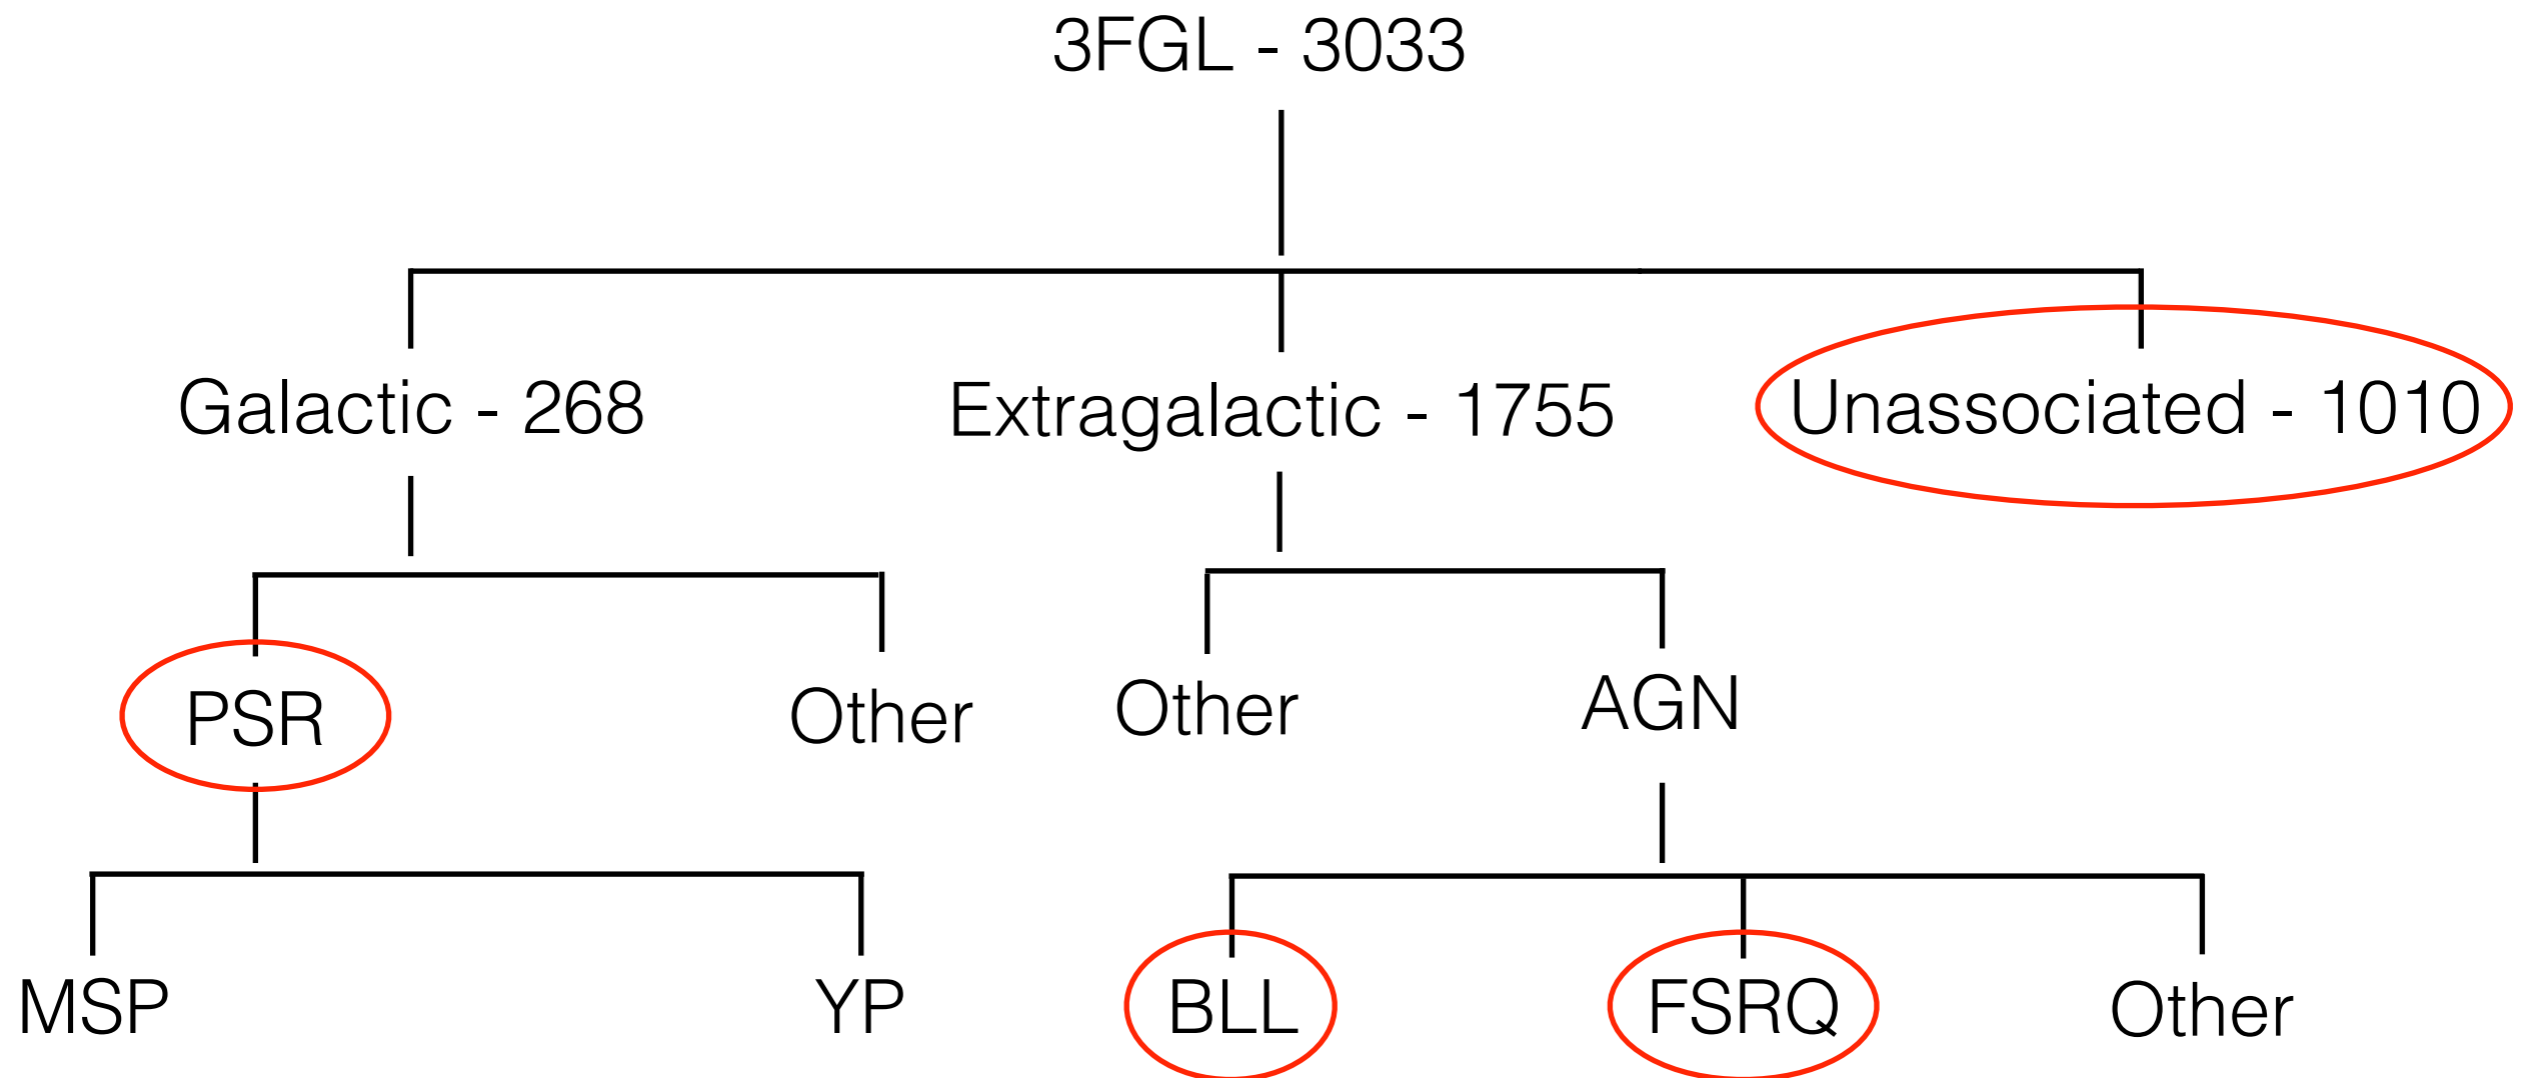 3FGL - 3033
Galactic - 268
Extragalactic - 1755
Unassociated - 1010
PSR
Other
Other
AGN
MSP
YP
BLL
FSRQ
Other